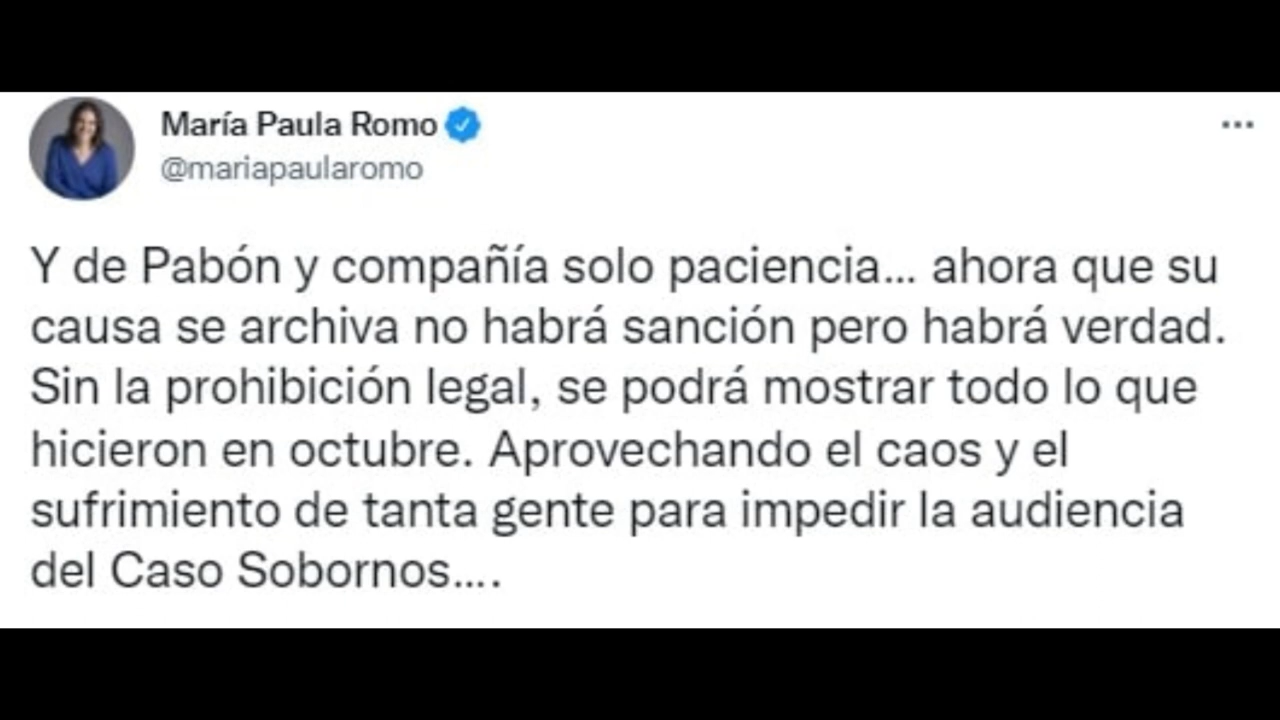 María Paula Romo
@mariapaularomo
Y de Pabón y compañía solo paciencia... ahora que su
causa se archiva no habrá sanción pero habrá verdad.
Sin la prohibición legal, se podrá mostrar todo lo que
hicieron en octubre. Aprovechando el caos y el
sufrimiento de tanta gente para impedir la audiencia
del Caso Sobornos....